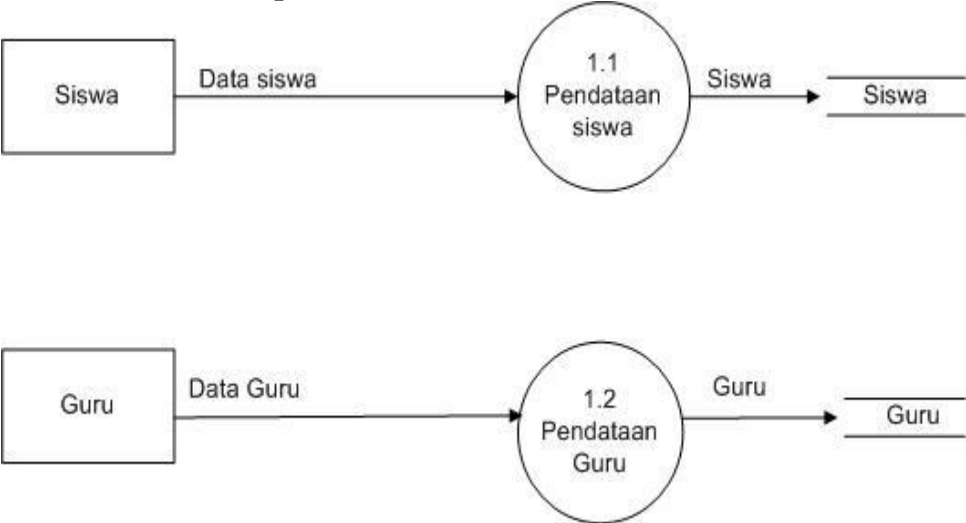 Siswa
Data siswa
1.1
Pendataan
siswa
Siswa
Siswa
Guru
Data Guru
1.2
Pendataan
Guru
Guru
Guru